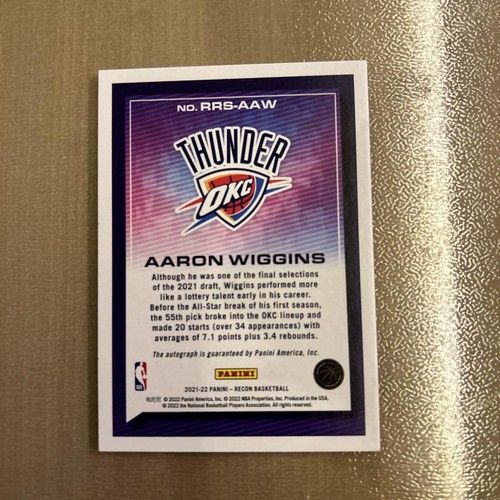 NO. RRS-AAW
THUNDER
OKC
AARON WIGGINS
Although he was one of the final selections
of the 2021 draft, Wiggins performed more
like a lottery talent early in his career.
Before the All-Star break of his first season,
the 55th pick broke into the OKC lineup and
made 20 starts (over 34 appearances) with
averages of 7.1 points plus 3.4 rebounds.
The autograph is guaranteed by Panini America, Inc.
PANINI
2021-22 PANINI – RECON BASKETBALL
© 2022 Panini America, Inc. © 2022 NBA Properties, Inc. Produced in the USA.
© 2022 the National Basketball Players Association. All rights reserved.
NBA